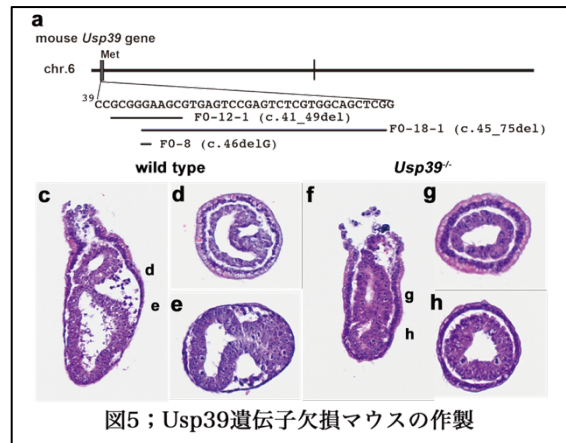 a
mouse Usp39 gene
Met
chr.6
39
CCGCGGGAAGCGTGAGTCCGAGTCTCGTGGCAGCTCGG
F0-12-1 (c.41_49del)
F0-18-1 (c.45_75del)
F0-8 (c.46delG)
wild type Usp39-/-
c d f g
d
e
e
g
h
h
図5；Usp39遺伝子欠損マウスの作製